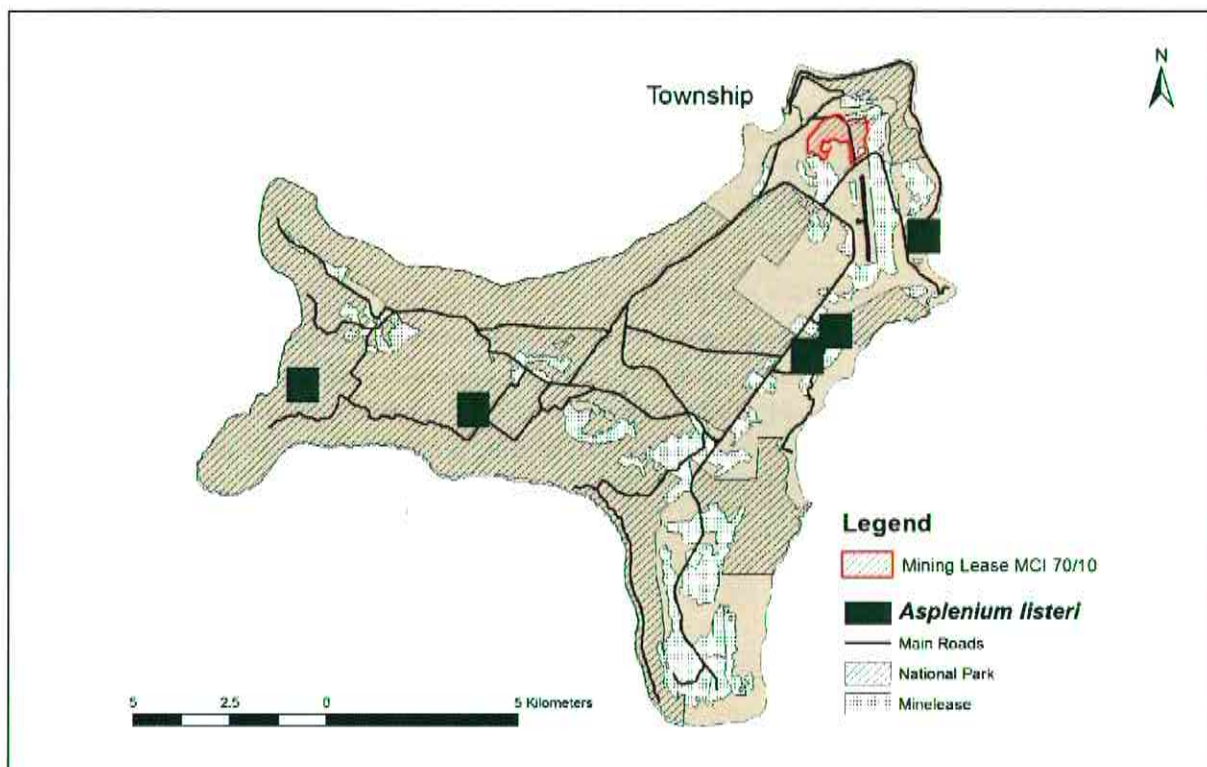 N
Township
Legend
Mining Lease MCI 70/10
Asplenium listeri
Main Roads
National Park
Minelease
5 2.5 0 5 Kilometers